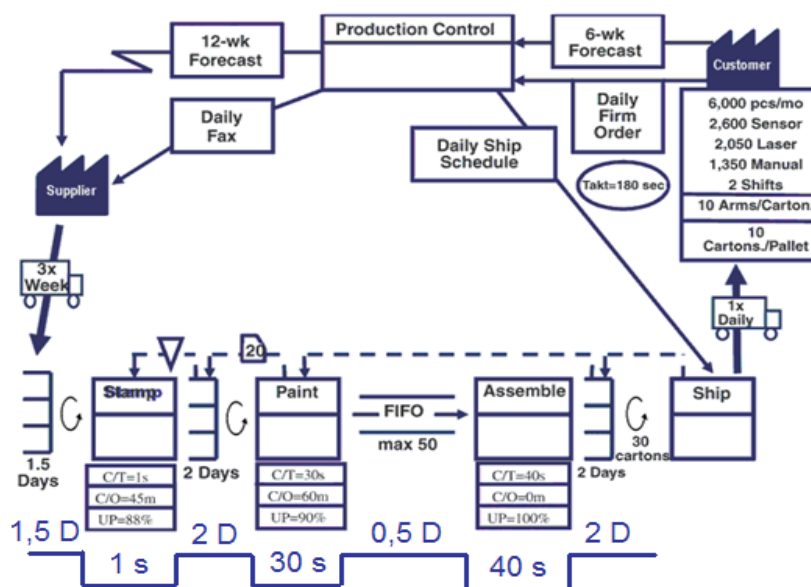 12-wk
Forecast
Production Control
6-wk
Forecast
Customer
Daily
Fax
Daily Ship
Schedule
Daily
Firm
Order
6,000 pcs/mo
2,600 Sensor
2,050 Laser
1,350 Manual
2 Shifts
10 Arms/Carton.
10
Cartons./Pallet
Takt=180 sec
Supplier
3x
Week
1x
Daily
20
Stamp
Paint
FIFO
max 50
Assemble
Ship
1.5
Days
2 Days
2 Days
30
cartons
C/T=1s
C/O=45m
UP=88%
C/T=30s
C/O=60m
UP=90%
C/T=40s
C/O=0m
UP=100%
1,5 D
1 s
2 D
30 s
0,5 D
40 s
2 D